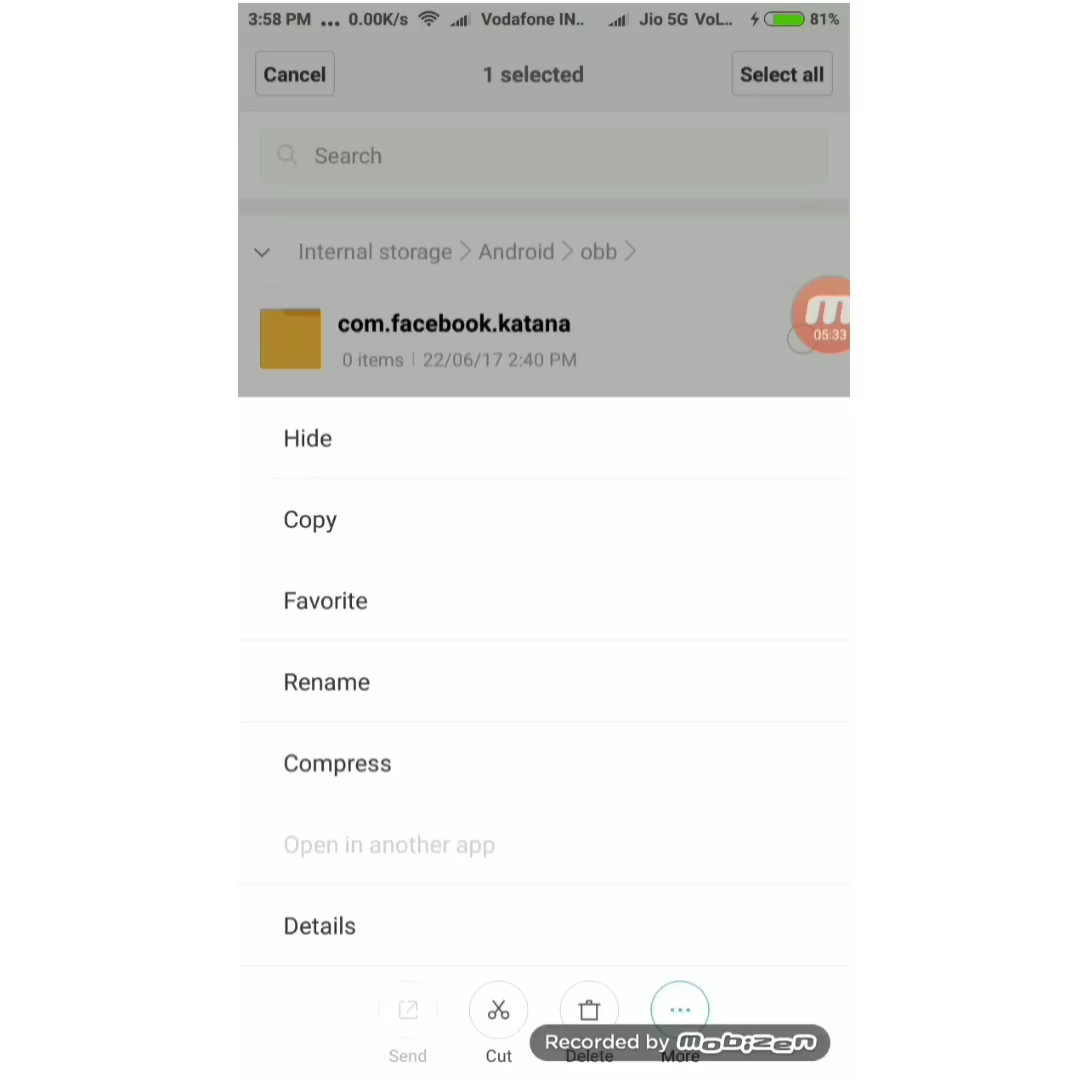 3:58 PM ... 0.00K/s Vodafone IN.. Jio 5G VoL... 81%
Cancel 1 selected Select all
Search
Internal storage > Android > obb >
com.facebook.katana
0 items | 22/06/17 2:40 PM
05:33
Hide
Copy
Favorite
Rename
Compress
Open in another app
Details
Recorded by mobizen
Send Cut Delete More